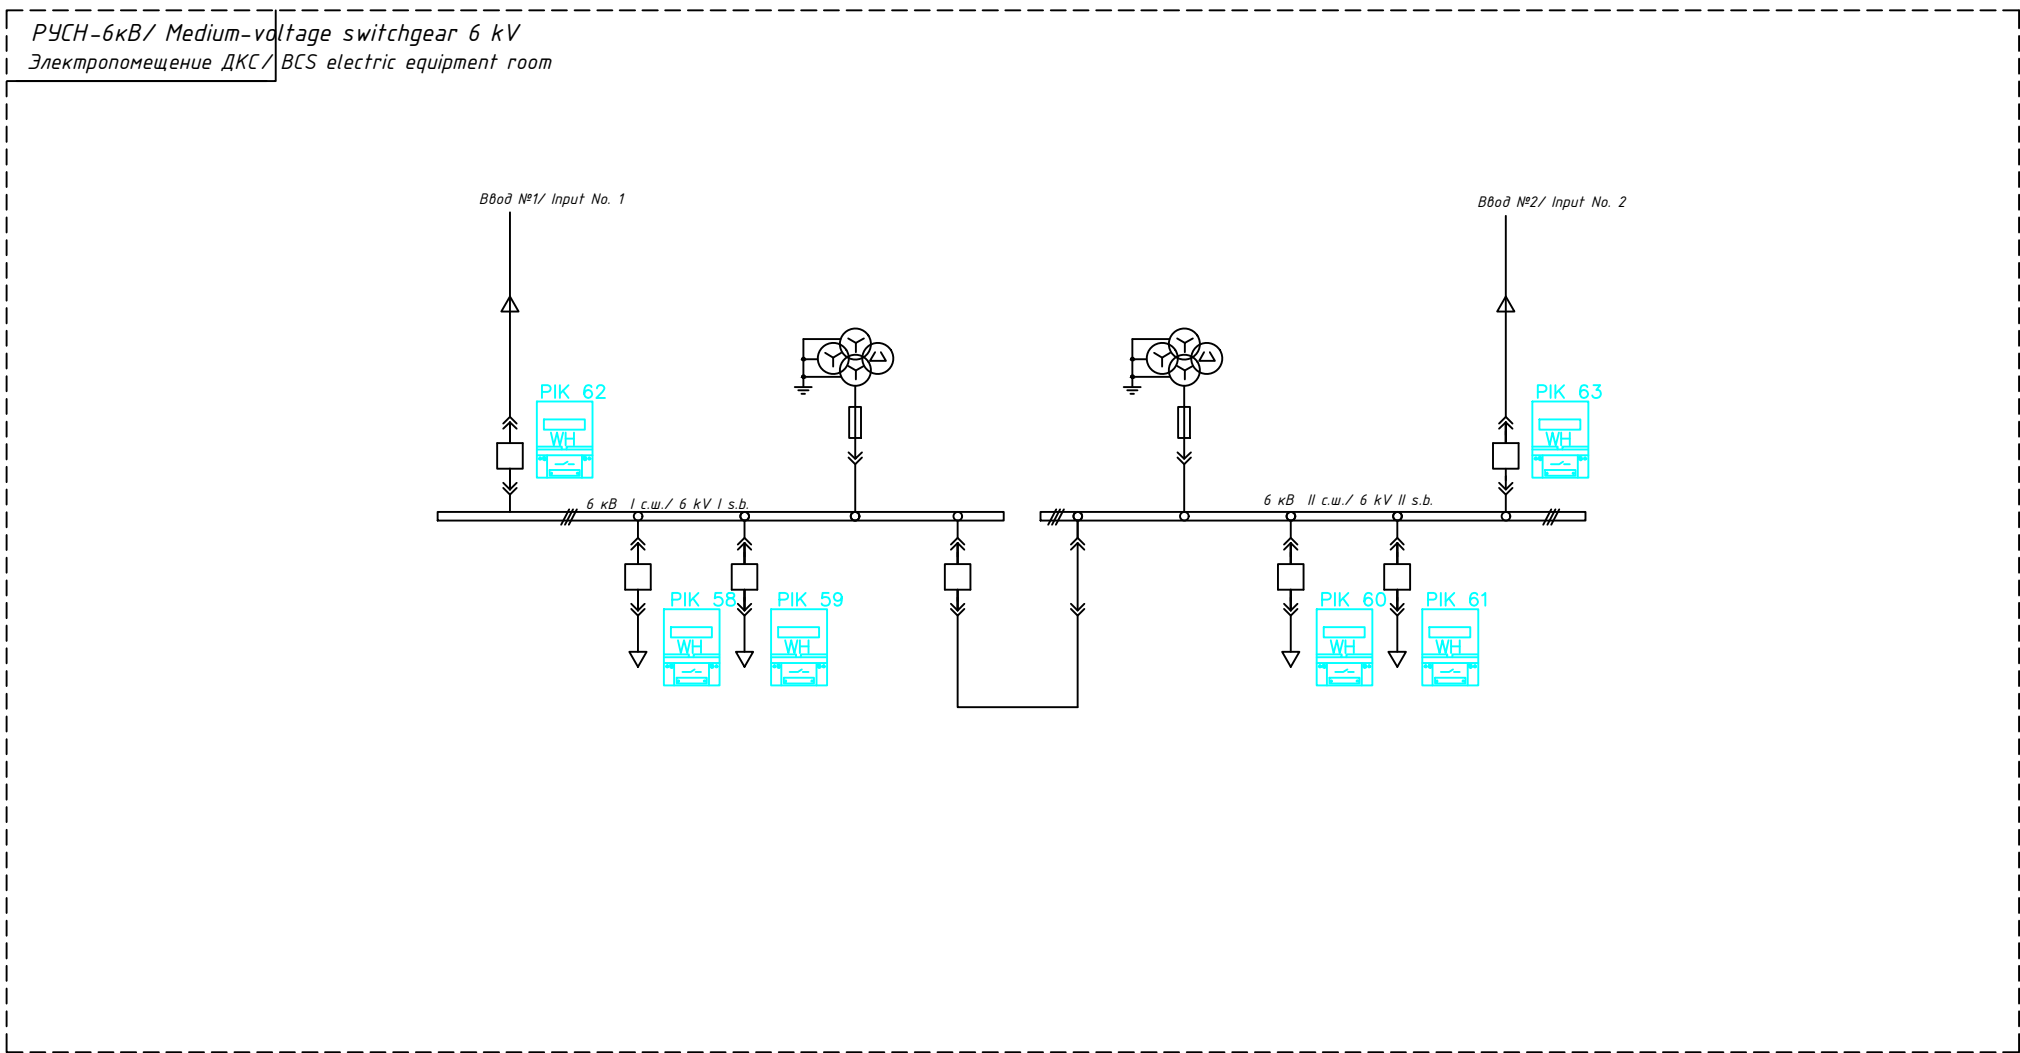 РУСН-6кВ/ Medium-voltage switchgear 6 kV
Электропомещение ДКС/ BCS electric equipment room
Ввод №1/ Input No. 1
Ввод №2/ Input No. 2
PIK 62
WH
PIK 63
WH
6 кВ I с.ш./ 6 kV I s.b.
6 кВ II с.ш./ 6 kV II s.b.
PIK 58
WH
PIK 59
WH
PIK 60
WH
PIK 61
WH